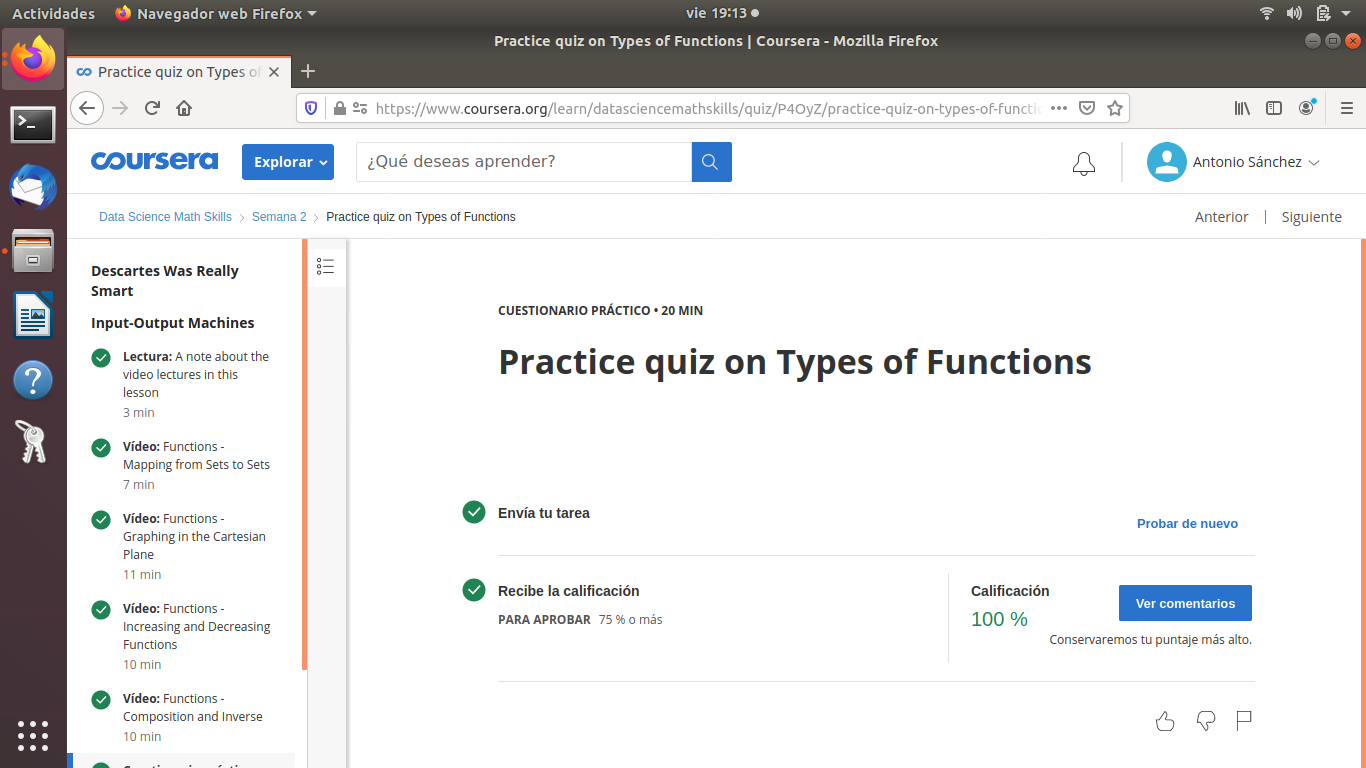 Actividades
Navegador web Firefox
vie 19:13
Practice quiz on Types of Functions | Coursera - Mozilla Firefox
Practice quiz on Types of
https://www.coursera.org/learn/datasciencemathskills/quiz/P4OyZ/practice-quiz-on-types-of-functi
coursera
Explorar
¿Qué deseas aprender?
Antonio Sánchez
Data Science Math Skills
Semana 2
Practice quiz on Types of Functions
Anterior
Siguiente
Descartes Was Really
Smart
Input-Output Machines
Lectura: A note about the
video lectures in this
lesson
3 min
Vídeo: Functions -
Mapping from Sets to Sets
7 min
Vídeo: Functions -
Graphing in the Cartesian
Plane
11 min
Vídeo: Functions -
Increasing and Decreasing
Functions
10 min
Vídeo: Functions -
Composition and Inverse
10 min
CUESTIONARIO PRÁCTICO • 20 MIN
Practice quiz on Types of Functions
Envía tu tarea
Probar de nuevo
Recibe la calificación
PARA APROBAR 75 % o más
Calificación
100 %
Ver comentarios
Conservaremos tu puntaje más alto.